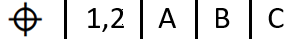 ⌖ | 1,2 | A | B | C